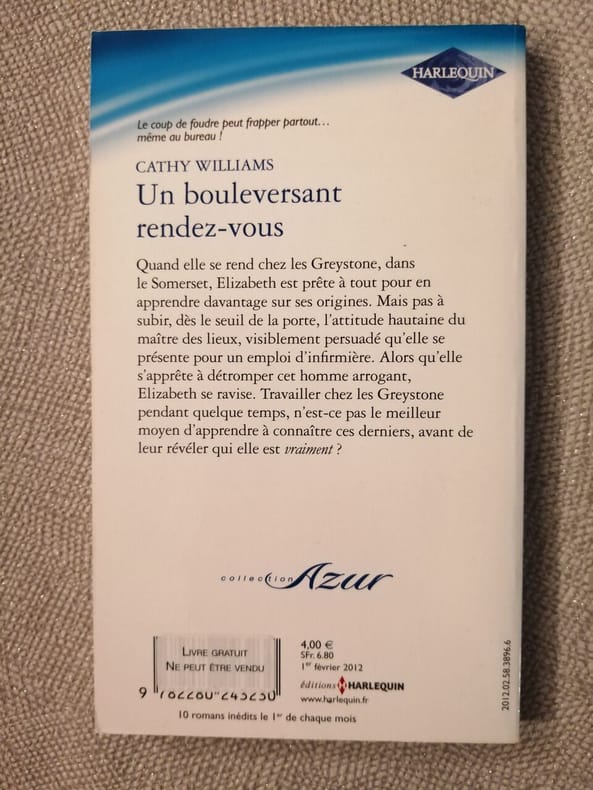 HARLEQUIN
Le coup de foudre peut frapper partout...
même au bureau !
CATHY WILLIAMS
Un bouleversant
rendez-vous
Quand elle se rend chez les Greystone, dans
le Somerset, Elizabeth est prête à tout pour en
apprendre davantage sur ses origines. Mais pas à
subir, dès le seuil de la porte, l'attitude hautaine du
maître des lieux, visiblement persuadé qu'elle se
présente pour un emploi d'infirmière. Alors qu'elle
s'apprête à détromper cet homme arrogant,
Elizabeth se ravise. Travailler chez les Greystone
pendant quelque temps, n'est-ce pas le meilleur
moyen d'apprendre à connaître ces derniers, avant de
leur révéler qui elle est vraiment ?
collection Azur
LIVRE GRATUIT
NE PEUT ÊTRE VENDU
4,00 €
SFr. 6.80
1er février 2012
éditions HARLEQUIN
www.harlequin.fr
10 romans inédits le 1er de chaque mois
2012.02.58.3896.6